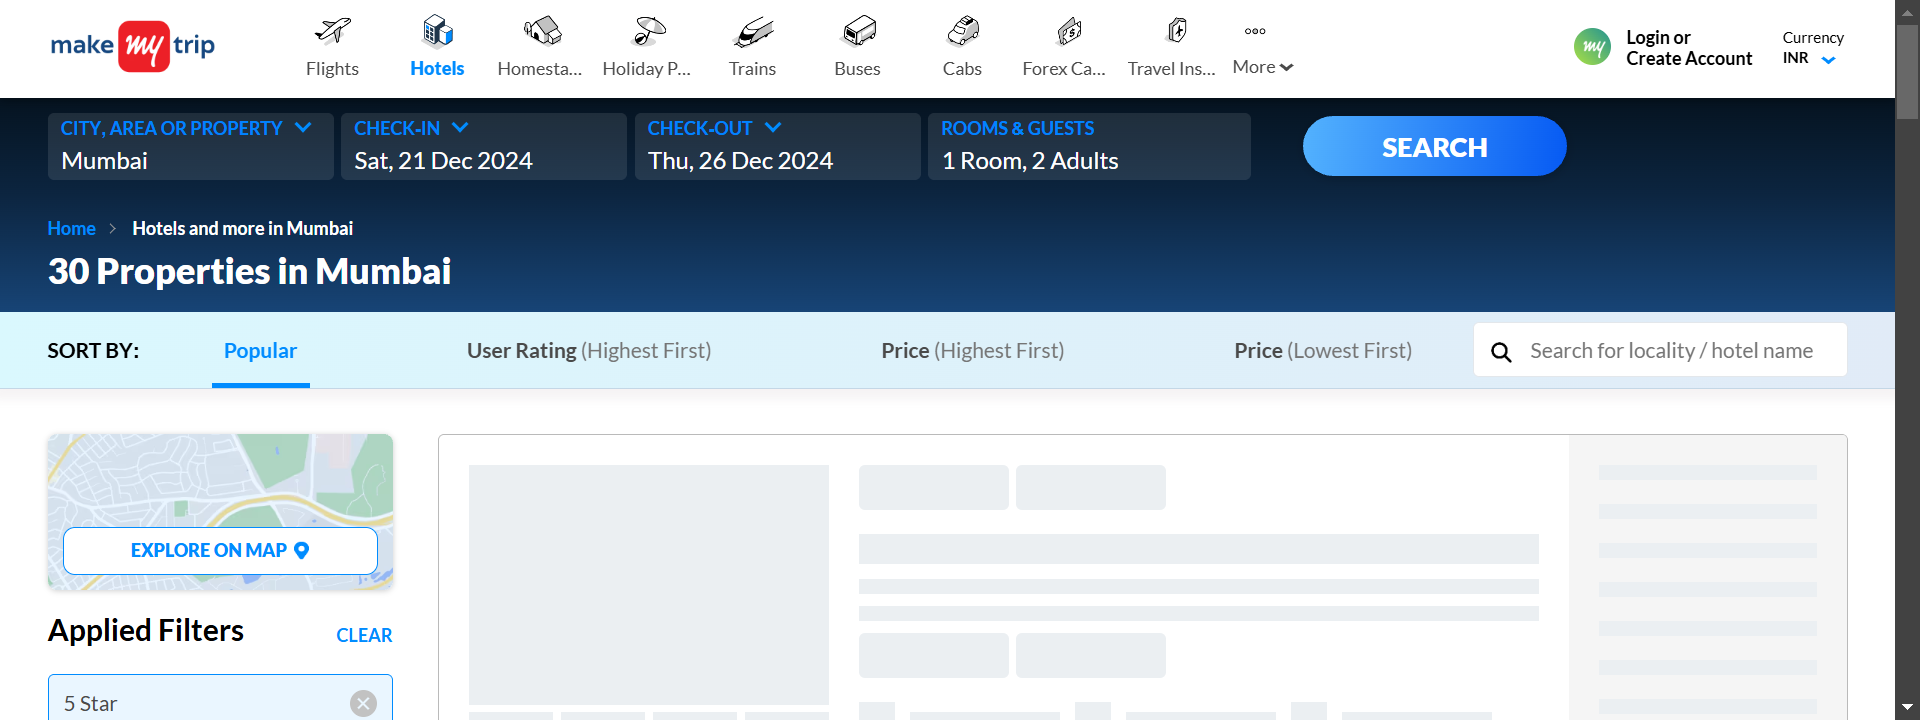 make my trip
Flights
Hotels
Homesta...
Holiday P...
Trains
Buses
Cabs
Forex Ca...
Travel Ins...
More
my
Login or
Create Account
Currency
INR
CITY, AREA OR PROPERTY
Mumbai
CHECK-IN
Sat, 21 Dec 2024
CHECK-OUT
Thu, 26 Dec 2024
ROOMS & GUESTS
1 Room, 2 Adults
SEARCH
Home
Hotels and more in Mumbai
30 Properties in Mumbai
SORT BY:
Popular
User Rating (Highest First)
Price (Highest First)
Price (Lowest First)
Search for locality / hotel name
EXPLORE ON MAP
Applied Filters
CLEAR
5 Star